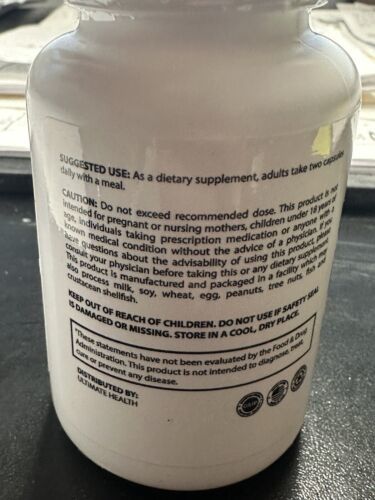 SUGGESTED USE: As a dietary supplement, adults take two capsules
daily with a meal.
CAUTION: Do not exceed recommended dose. This product is not
intended for pregnant or nursing mothers, children under 18 years of
age, individuals taking prescription medication or anyone with a
known medical condition without the advice of a physician. If you
have questions about the advisability of using this product, please
consult your physician before taking this or any dietary supplement.
This product is manufactured and packaged in a facility which may
also process milk, soy, wheat, egg, peanuts, tree nuts, fish and
crustacean shellfish.
KEEP OUT OF REACH OF CHILDREN. DO NOT USE IF SAFETY SEAL
IS DAMAGED OR MISSING. STORE IN A COOL, DRY PLACE.
*These statements have not been evaluated by the Food & Drug
Administration. This product is not intended to diagnose, treat,
cure or prevent any disease.
DISTRIBUTED BY:
ULTIMATE HEALTH